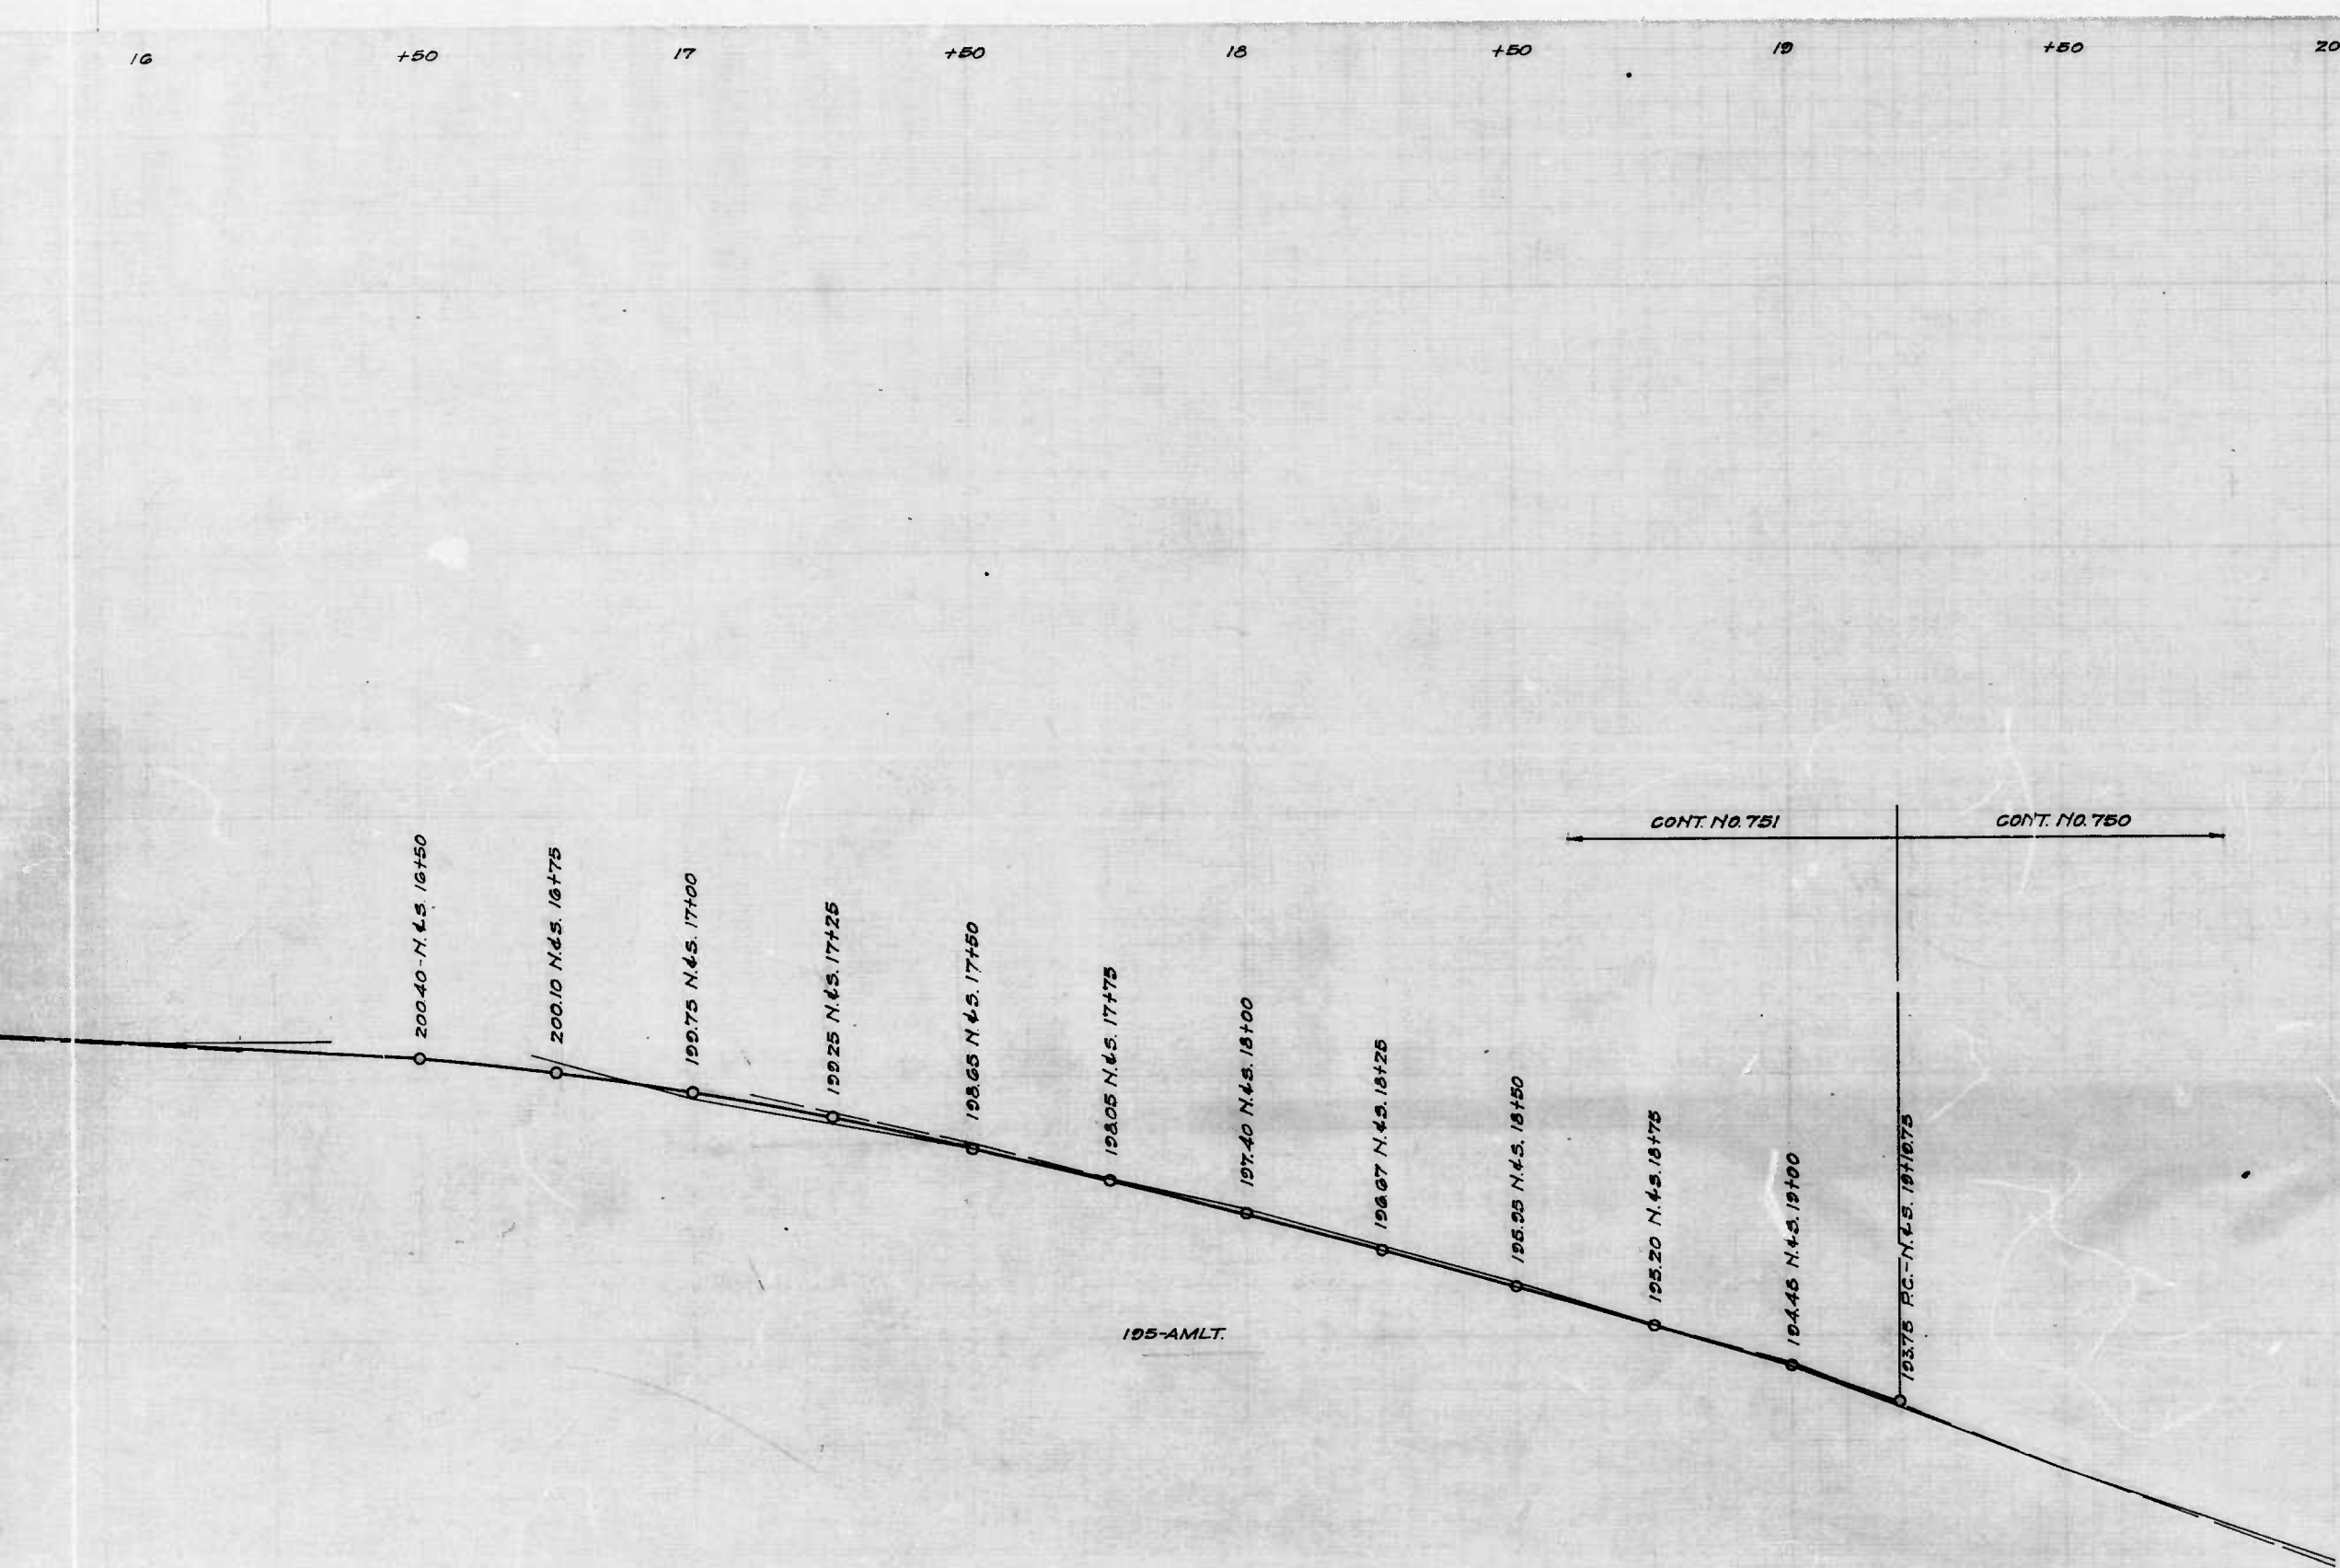 16 +50 17 +50 18 +50 19 +50 20
CONT. NO. 751
CONT. NO. 750
200.40-N.&S. 16+50
200.10 N.&S. 16+75
199.75 N.&S. 17+00
199.25 N.&S. 17+25
198.65 N.&S. 17+50
198.05 N.&S. 17+75
197.40 N.&S. 18+00
196.67 N.&S. 18+25
195.95 N.&S. 18+50
195.20 N.&S. 18+75
194.45 N.&S. 19+00
193.75 P.C.-N.&S. 19+19.75
195-AMLT.